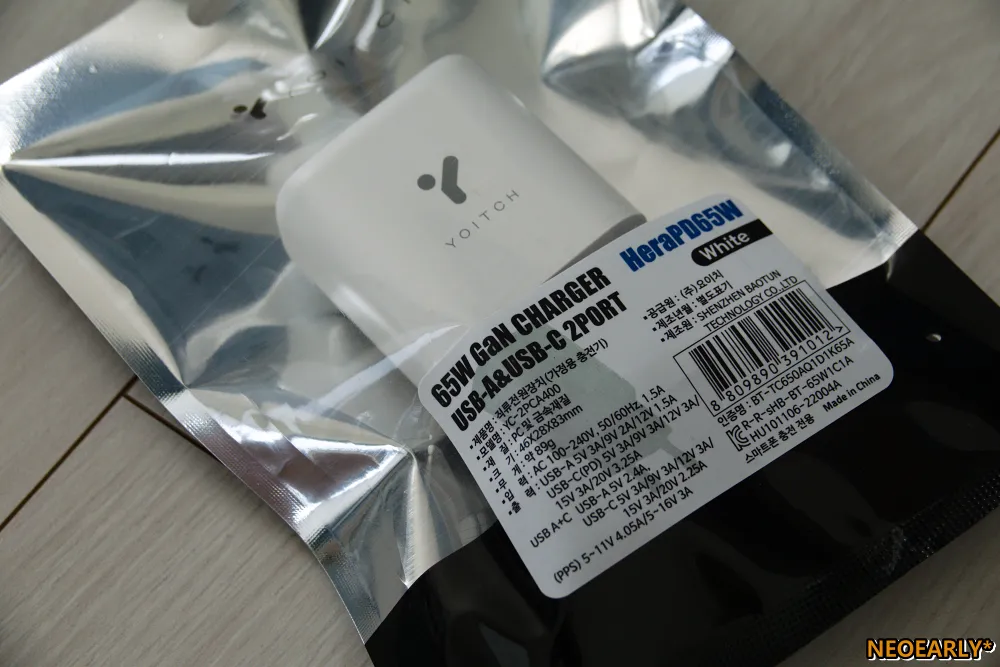 YOITCH
HeraPD65W
White
65W GaN CHARGER
USB-A&USB-C 2PORT
•제품명 : 직류전원장치(가정용 충전기)
•모델명 : YC-2PCA400
•재 질 : PC 및 금속재질
•크 기 : 46X28X83mm
•무 게 : 약 89g
•입 력 : AC 100~240V, 50/60Hz, 1.5A
•출 력 : USB-A 5V 3A/9V 2A/12V 1.5A
USB-C(PD) 5V 3A/9V 3A/12V 3A/
15V 3A/20V 3.25A
USB A+C USB-A 5V 2.4A,
USB-C 5V 3A/9V 3A/12V 3A/
15V 3A/20V 2.25A
(PPS) 5~11V 4.05A/5~16V 3A
•공급원 : (주)요이치
•제조년월 : 별도표기
•제조원 : SHENZHEN BAOTUN
TECHNOLOGY CO.,LTD
8 809890 391012 >
인증명 : BT-TC650AQ1D1K65A
R-R-sHB-BT-65W1C1A
HU101106-22004A
스마트폰 충전 전용
Made in China
NEOEARLY*